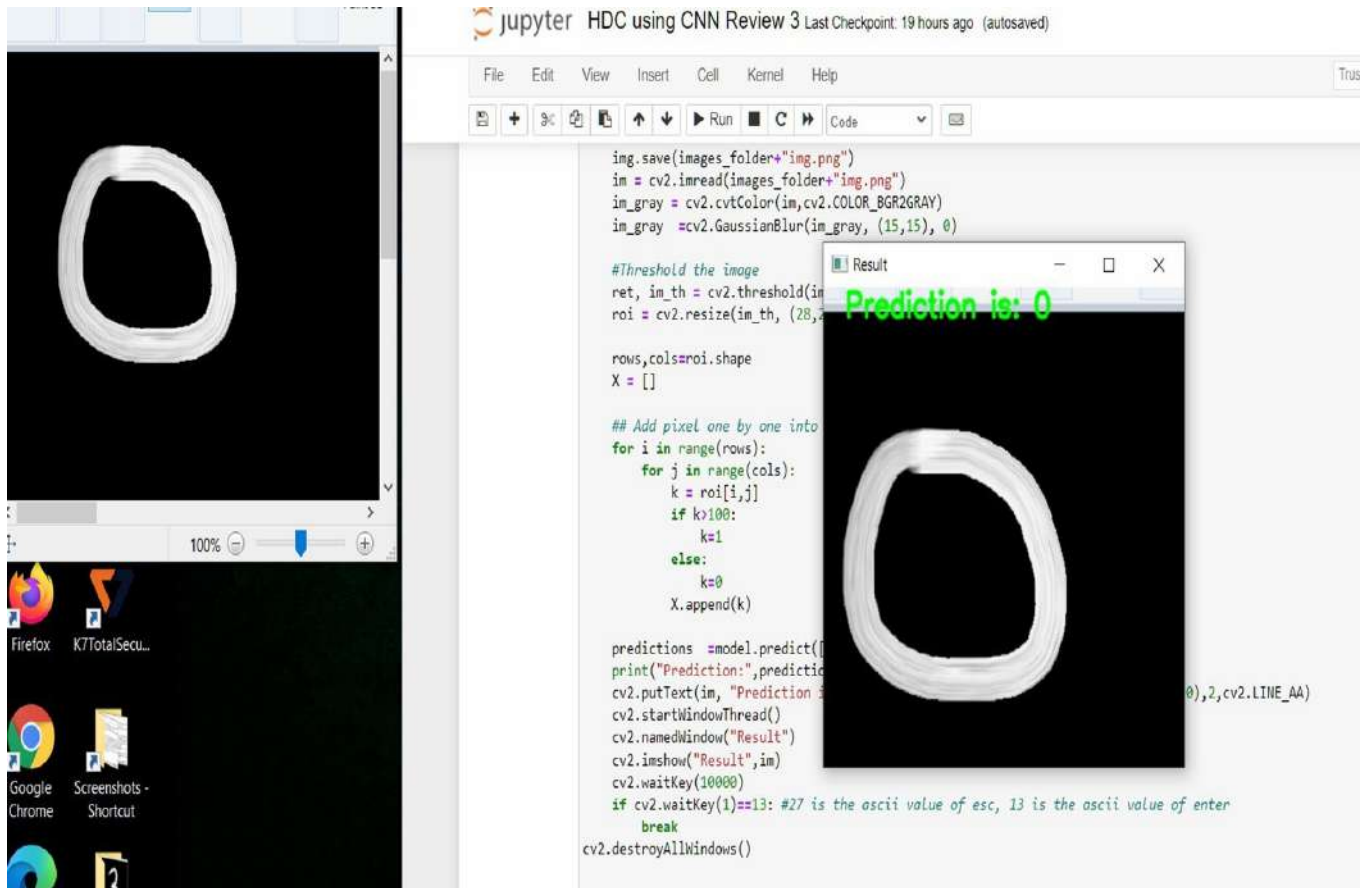 jupyter HDC using CNN Review 3 Last Checkpoint: 19 hours ago (autosaved)
File Edit View Insert Cell Kernel Help
Run Code
img.save(images_folder+"img.png")
im = cv2.imread(images_folder+"img.png")
im_gray = cv2.cvtColor(im,cv2.COLOR_BGR2GRAY)
im_gray =cv2.GaussianBlur(im_gray, (15,15), 0)
#Threshold the image
ret, im_th = cv2.threshold(im
roi = cv2.resize(im_th, (28,2
rows,cols=roi.shape
X = []
## Add pixel one by one into
for i in range(rows):
for j in range(cols):
k = roi[i,j]
if k>100:
k=1
else:
k=0
X.append(k)
predictions =model.predict([
print("Prediction:",predictio
cv2.putText(im, "Prediction i 0),2,cv2.LINE_AA)
cv2.startWindowThread()
cv2.namedWindow("Result")
cv2.imshow("Result",im)
cv2.waitKey(10000)
if cv2.waitKey(1)==13: #27 is the ascii value of esc, 13 is the ascii value of enter
break
cv2.destroyAllWindows()
Result
Prediction is: 0
100%
Firefox
K7TotalSecu...
Google Chrome
Screenshots - Shortcut